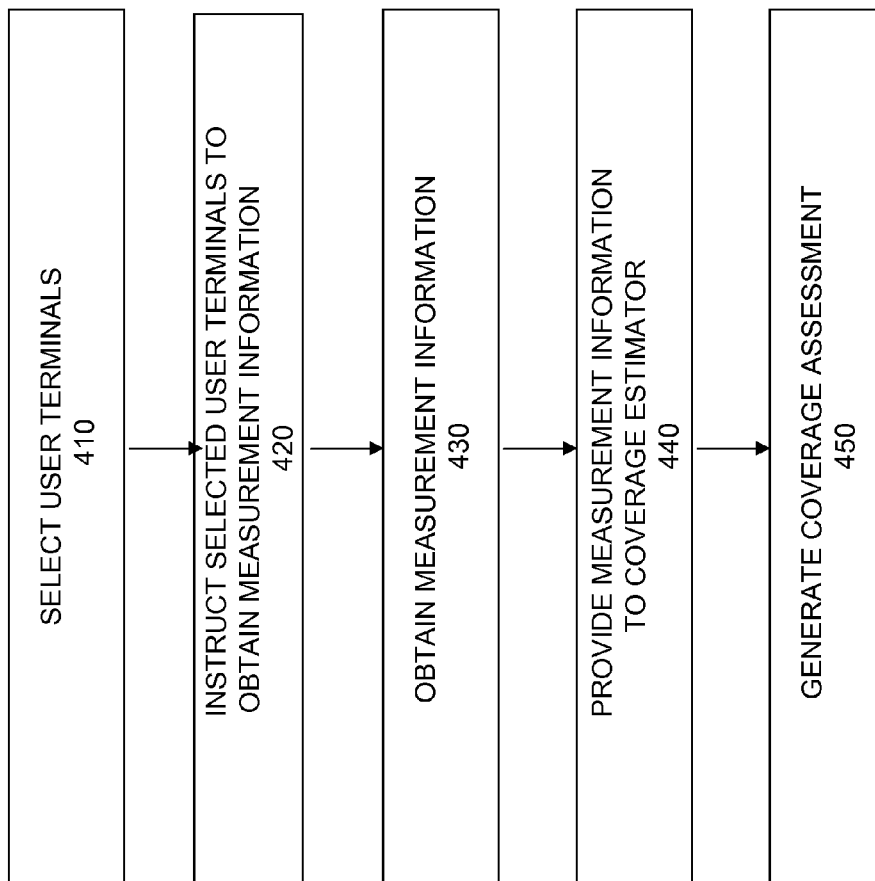 SELECT USER TERMINALS
410
INSTRUCT SELECTED USER TERMINALS TO
OBTAIN MEASUREMENT INFORMATION
420
OBTAIN MEASUREMENT INFORMATION
430
PROVIDE MEASUREMENT INFORMATION
TO COVERAGE ESTIMATOR
440
GENERATE COVERAGE ASSESSMENT
450